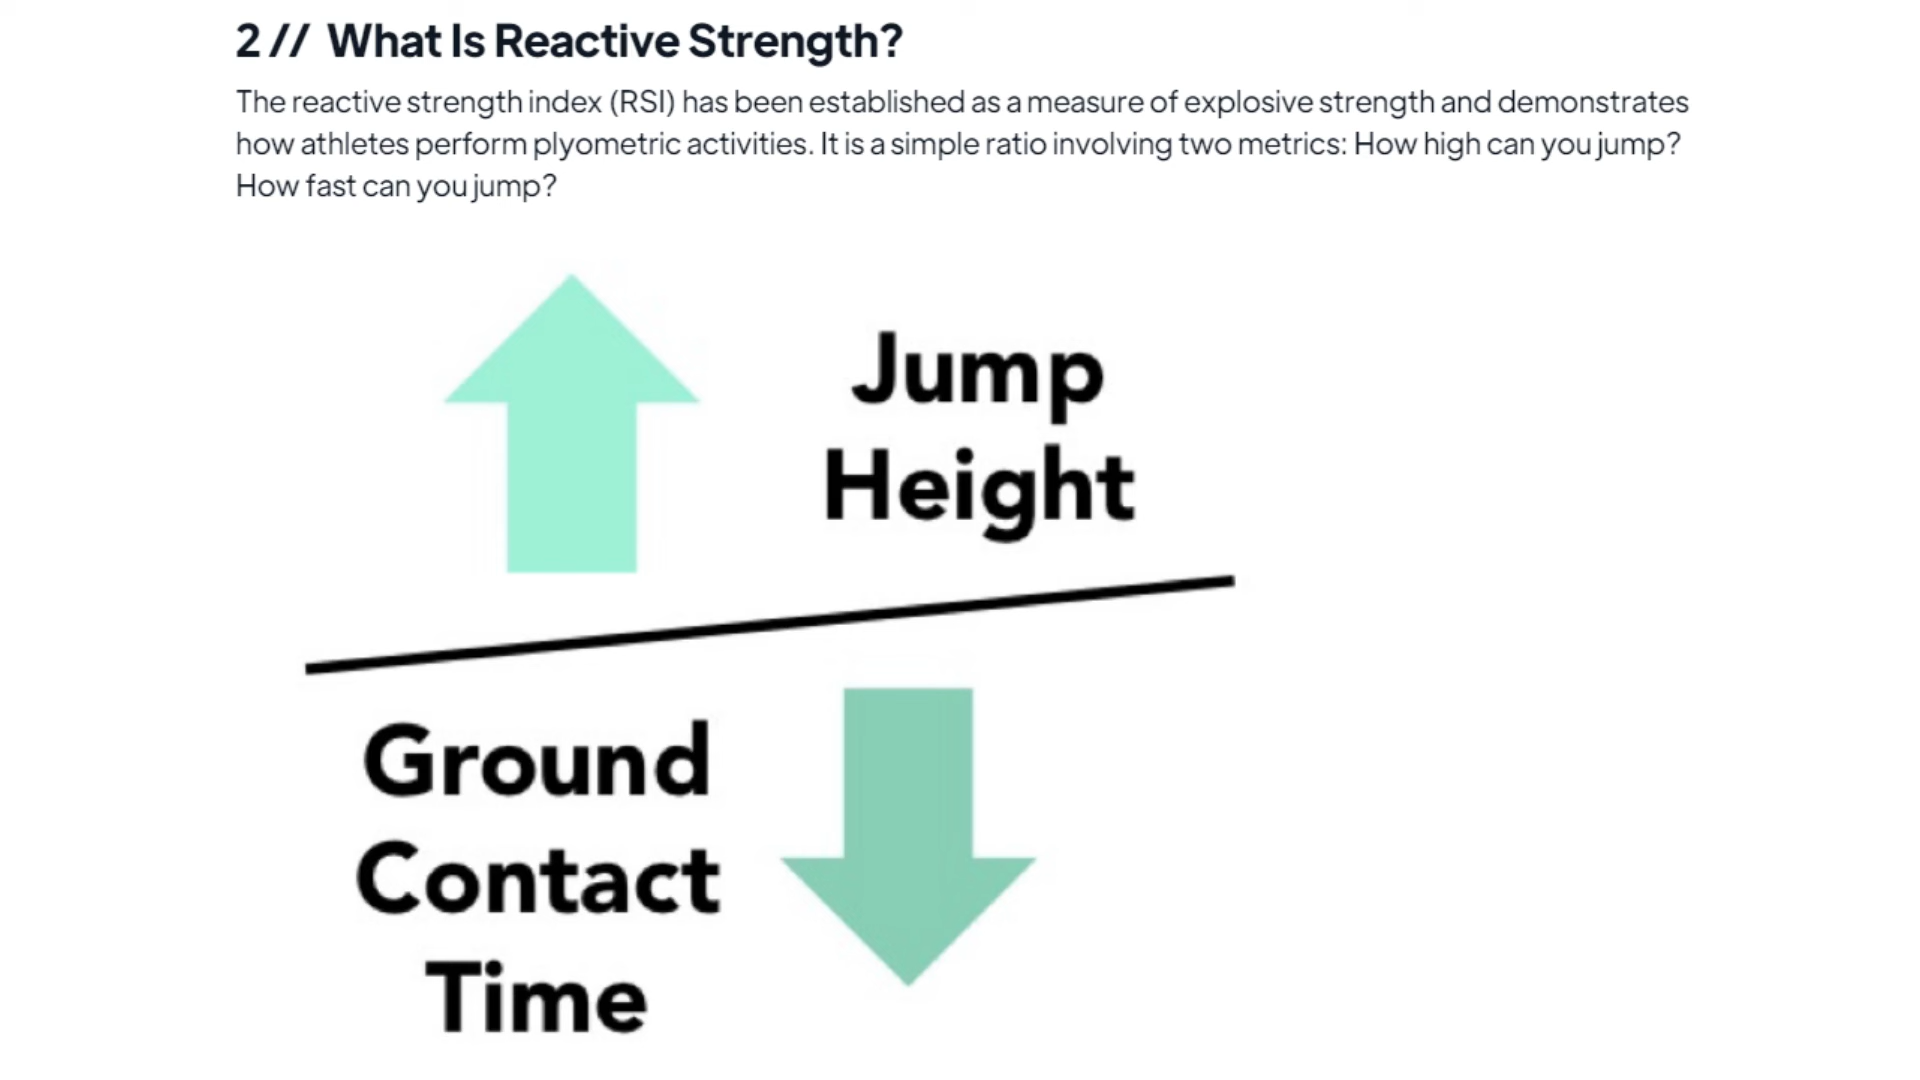 2 // What Is Reactive Strength?
The reactive strength index (RSI) has been established as a measure of explosive strength and demonstrates
how athletes perform plyometric activities. It is a simple ratio involving two metrics: How high can you jump?
How fast can you jump?
Jump
Height
Ground
Contact
Time